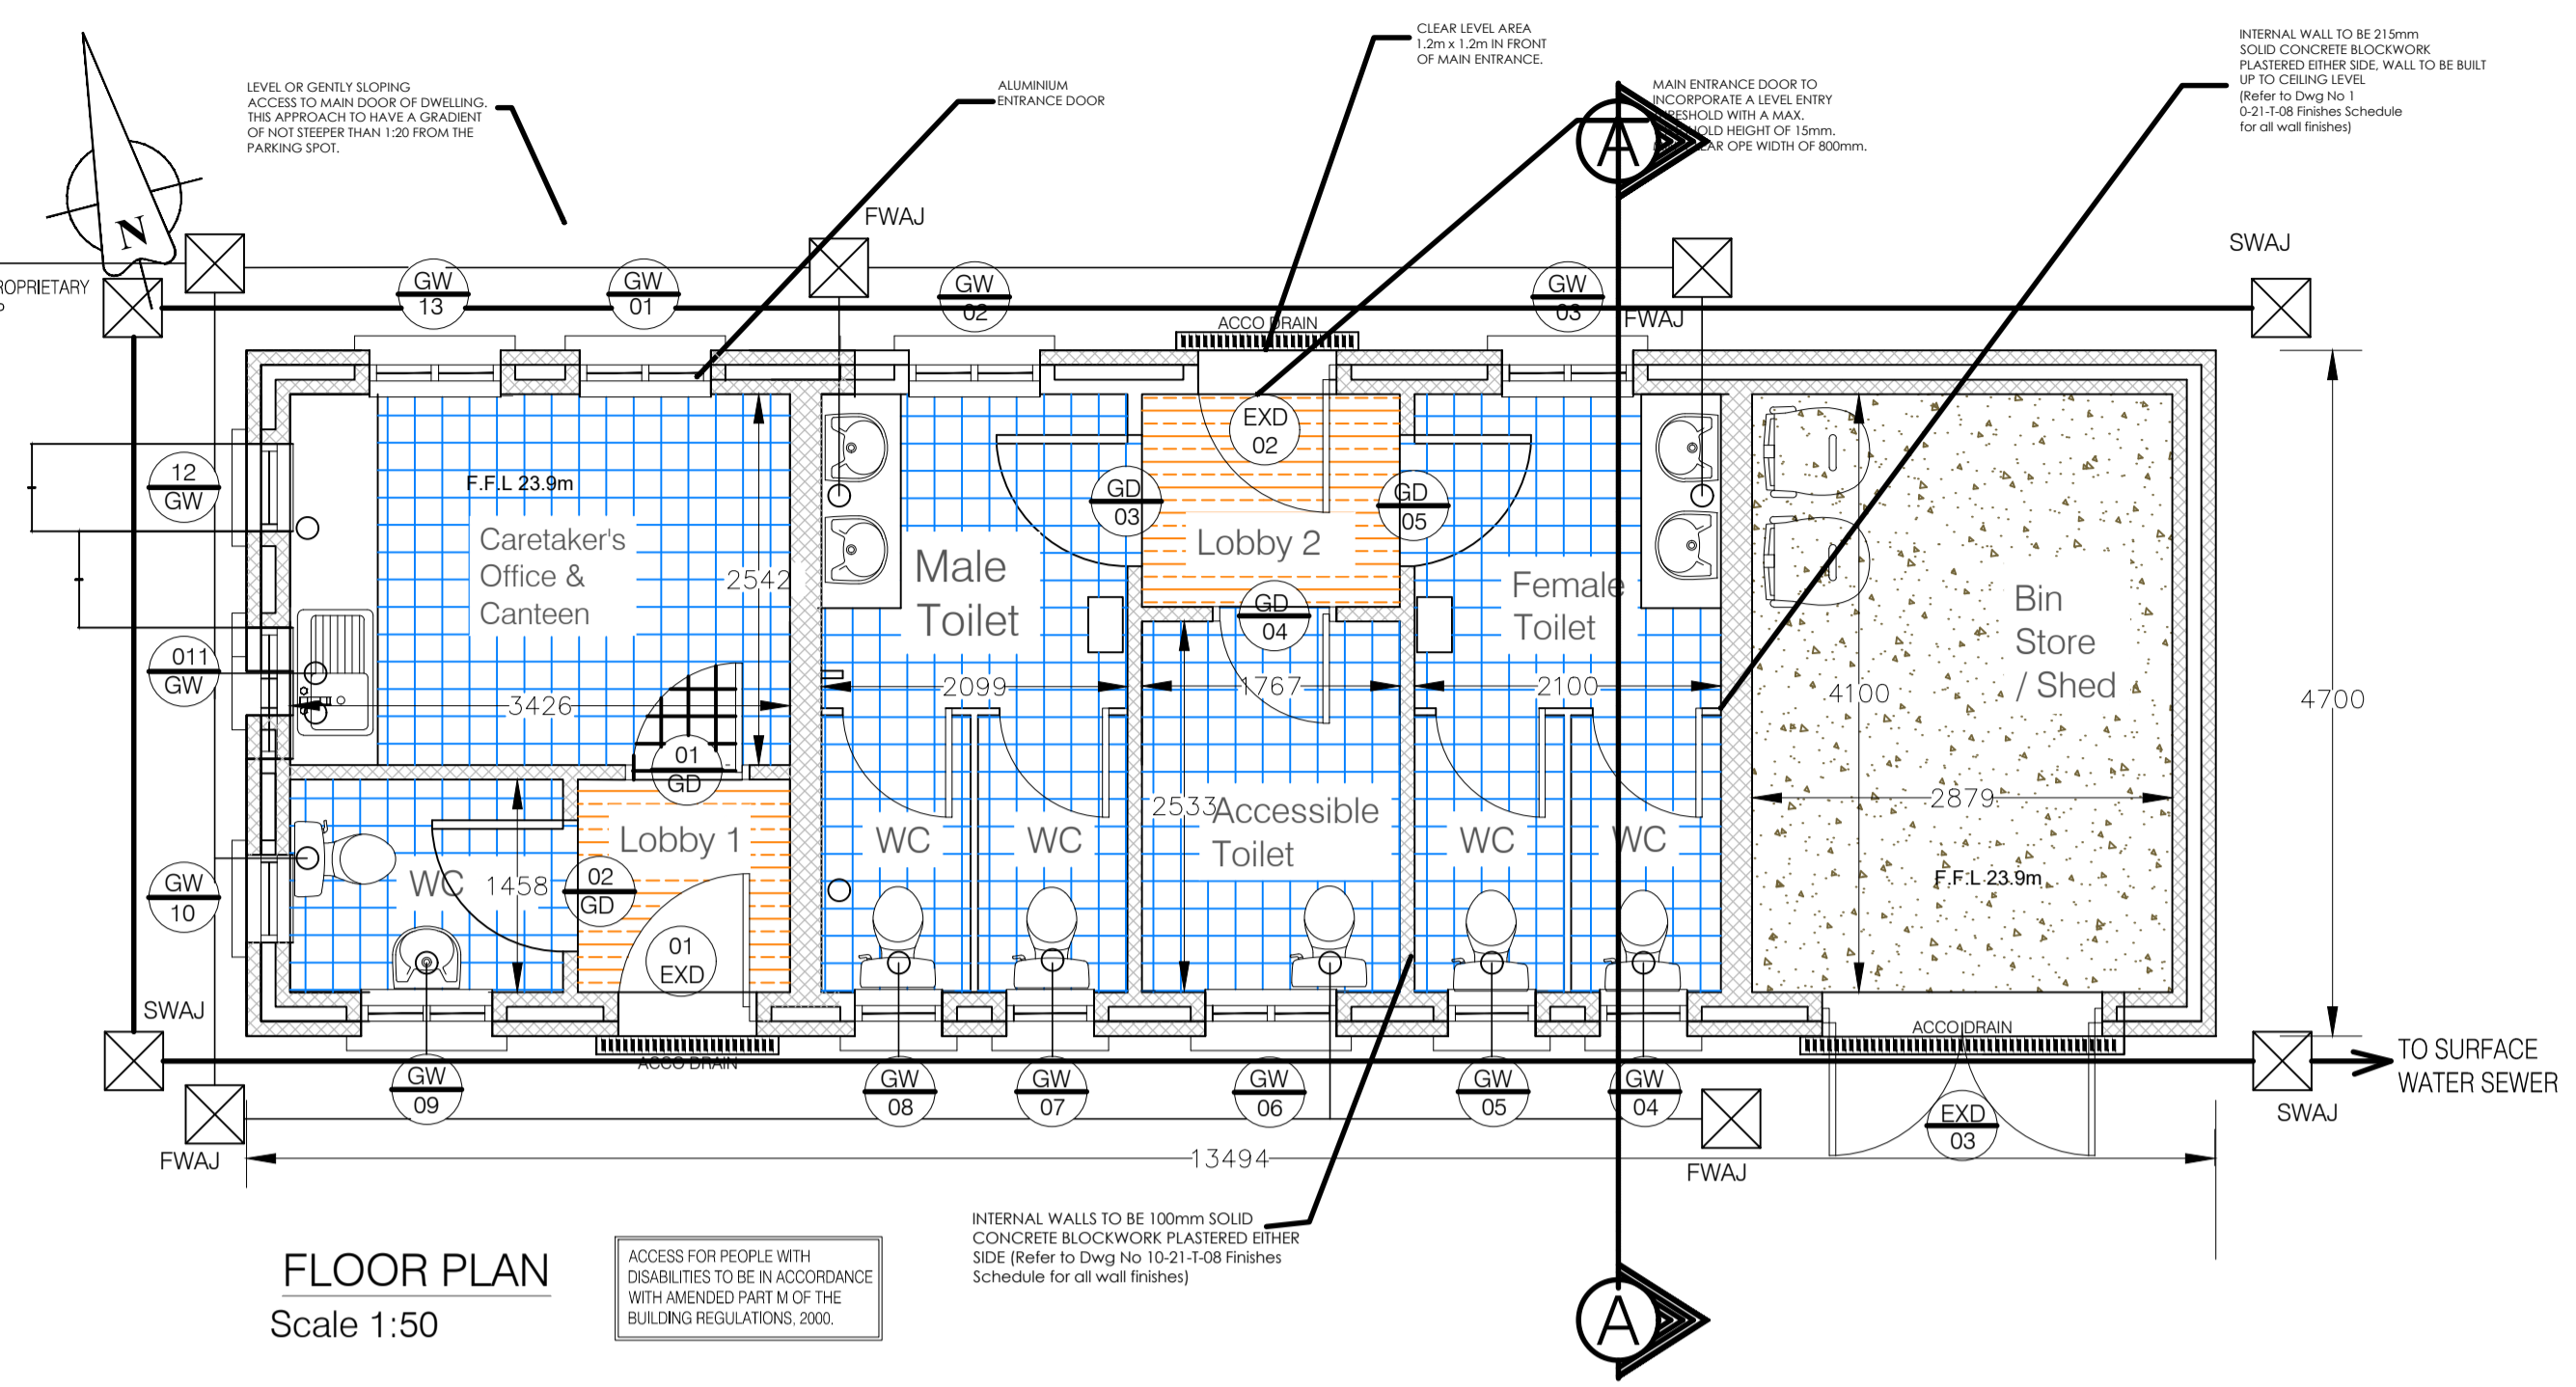 LEVEL OR GENTLY SLOPING
ACCESS TO MAIN DOOR OF DWELLING.
THIS APPROACH TO HAVE A GRADIENT
OF NOT STEEPER THAN 1:20 FROM THE
PARKING SPOT.
ALUMINIUM
ENTRANCE DOOR
CLEAR LEVEL AREA
1.2m x 1.2m IN FRONT
OF MAIN ENTRANCE.
MAIN ENTRANCE DOOR TO
INCORPORATE A LEVEL ENTRY
WITH A MAX.
HEIGHT OF 15mm.
OPE WIDTH OF 800mm.
INTERNAL WALL TO BE 215mm
SOLID CONCRETE BLOCKWORK
PLASTERED EITHER SIDE, WALL TO BE BUILT
UP TO CEILING LEVEL
(Refer to Dwg No 1
0-21-T-08 Finishes Schedule
for all wall finishes)
A
N
FWAJ
SWAJ
ROPRIETARY
GW
13
GW
01
GW
02
GW
03
FWAJ
ACCO DRAIN
EXD
02
12
GW
F.F.L 23.9m
Caretaker's
Office &
Canteen
2542
Male
Toilet
GD
03
Lobby 2
GD
05
Female
Toilet
Bin
Store
/ Shed
GD
04
011
GW
3426
2099
1767
2100
4100
4700
01
GD
2879
Lobby 1
WC
WC
2533
Accessible
Toilet
WC
WC
F.F.L 23.9m
GW
10
WC
1458
02
GD
01
EXD
SWAJ
ACCO DRAIN
ACCO DRAIN
TO SURFACE
WATER SEWER
GW
09
GW
08
GW
07
GW
06
GW
05
GW
04
EXD
03
SWAJ
FWAJ
13494
FWAJ
INTERNAL WALLS TO BE 100mm SOLID
CONCRETE BLOCKWORK PLASTERED EITHER
SIDE (Refer to Dwg No 10-21-T-08 Finishes
Schedule for all wall finishes)
FLOOR PLAN
Scale 1:50
ACCESS FOR PEOPLE WITH
DISABILITIES TO BE IN ACCORDANCE
WITH AMENDED PART M OF THE
BUILDING REGULATIONS, 2000.
A